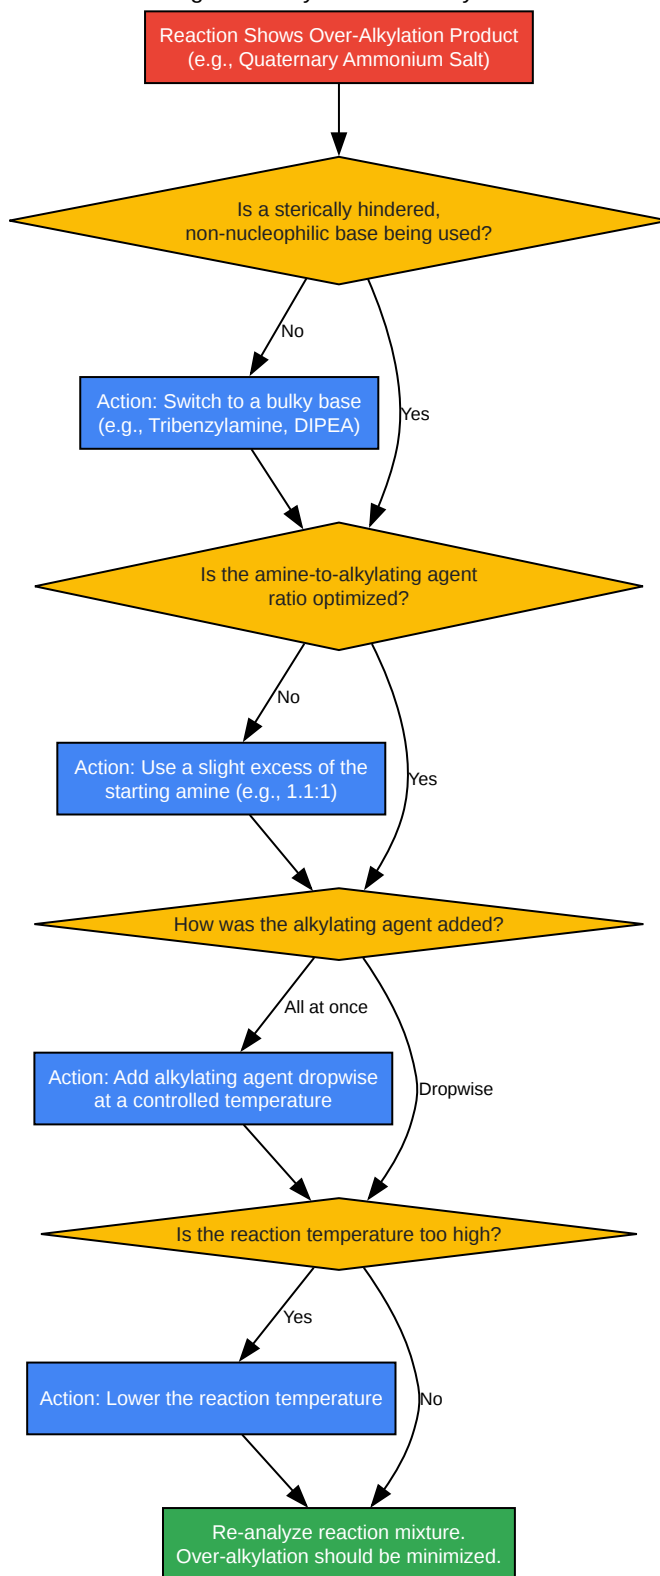 Reaction Shows Over-Alkylation Product
(e.g., Quaternary Ammonium Salt)
Is a sterically hindered,
non-nucleophilic base being used?
No
Action: Switch to a bulky base
(e.g., Tribenzylamine, DIPEA)
Yes
Is the amine-to-alkylating agent
ratio optimized?
No
Action: Use a slight excess of the
starting amine (e.g., 1.1:1)
Yes
How was the alkylating agent added?
All at once
Action: Add alkylating agent dropwise
at a controlled temperature
Dropwise
Is the reaction temperature too high?
Yes
Action: Lower the reaction temperature
No
Re-analyze reaction mixture.
Over-alkylation should be minimized.